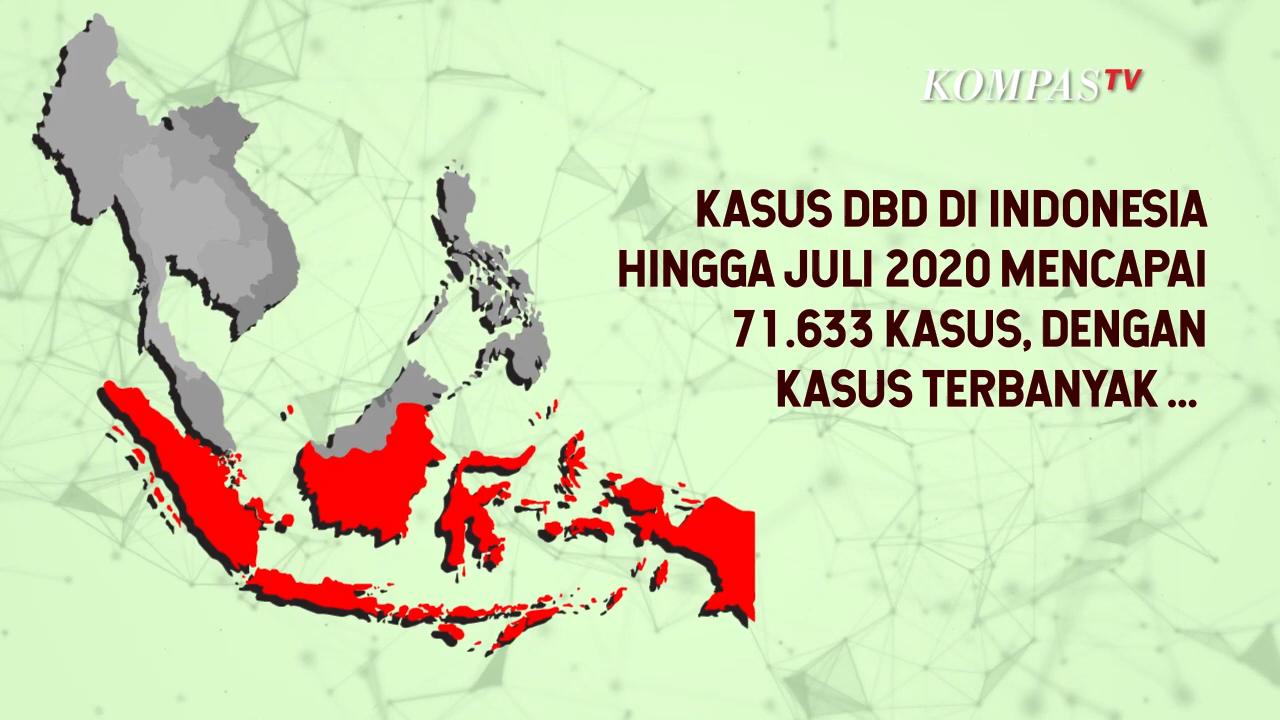 KOMPASTV
KASUS DBD DI INDONESIA
HINGGA JULI 2020 MENCAPAI
71.633 KASUS, DENGAN
KASUS TERBANYAK ...